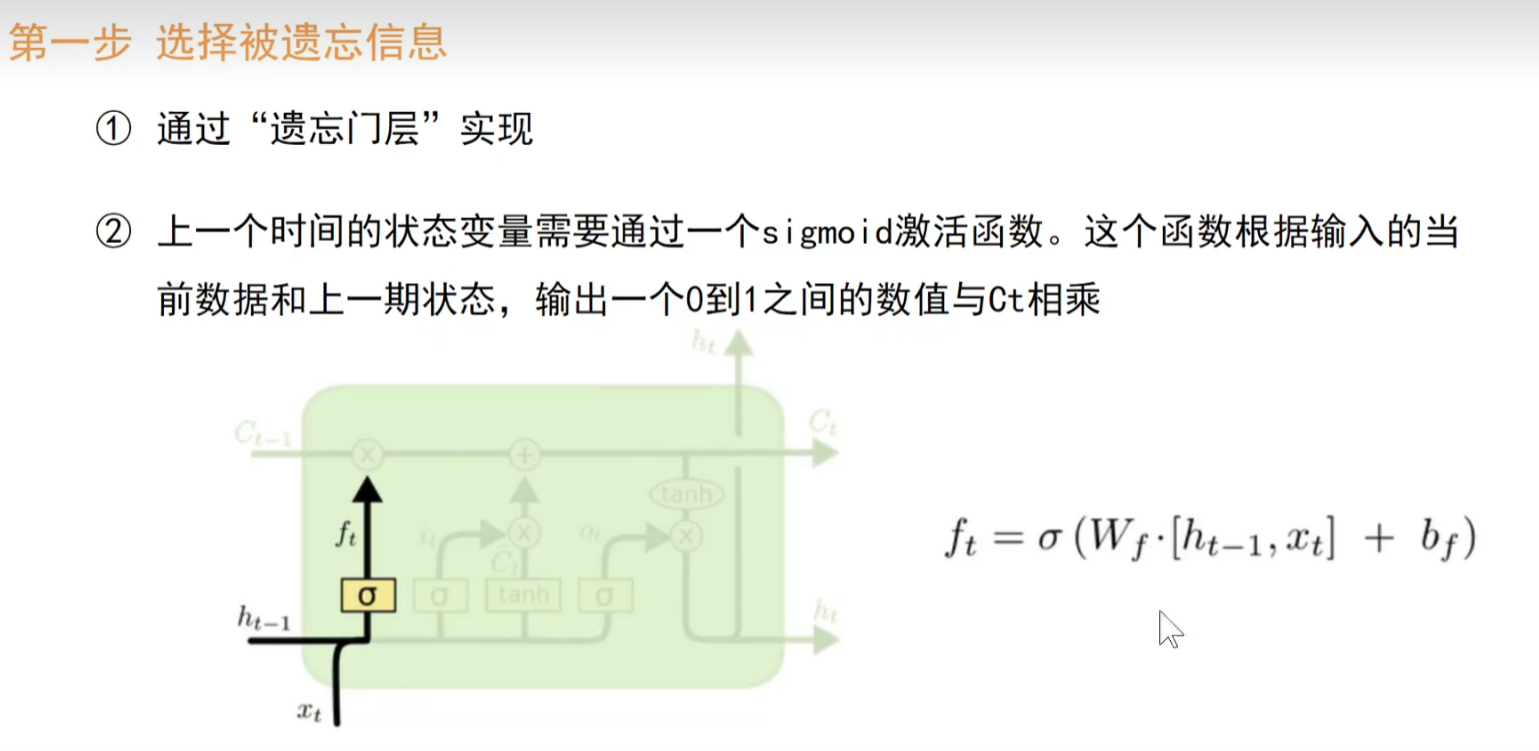 第一步 选择被遗忘信息
① 通过“遗忘门层”实现
② 上一个时间的状态变量需要通过一个sigmoid激活函数。这个函数根据输入的当
前数据和上一期状态，输出一个0到1之间的数值与Ct相乘
h_t
C_{t-1}
C_t
×
+
tanh
f_t
i_t
×
o_t
×
C̃_t
σ
σ
tanh
σ
f_t = σ (W_f · [h_{t-1}, x_t] + b_f)
h_{t-1}
h_t
x_t